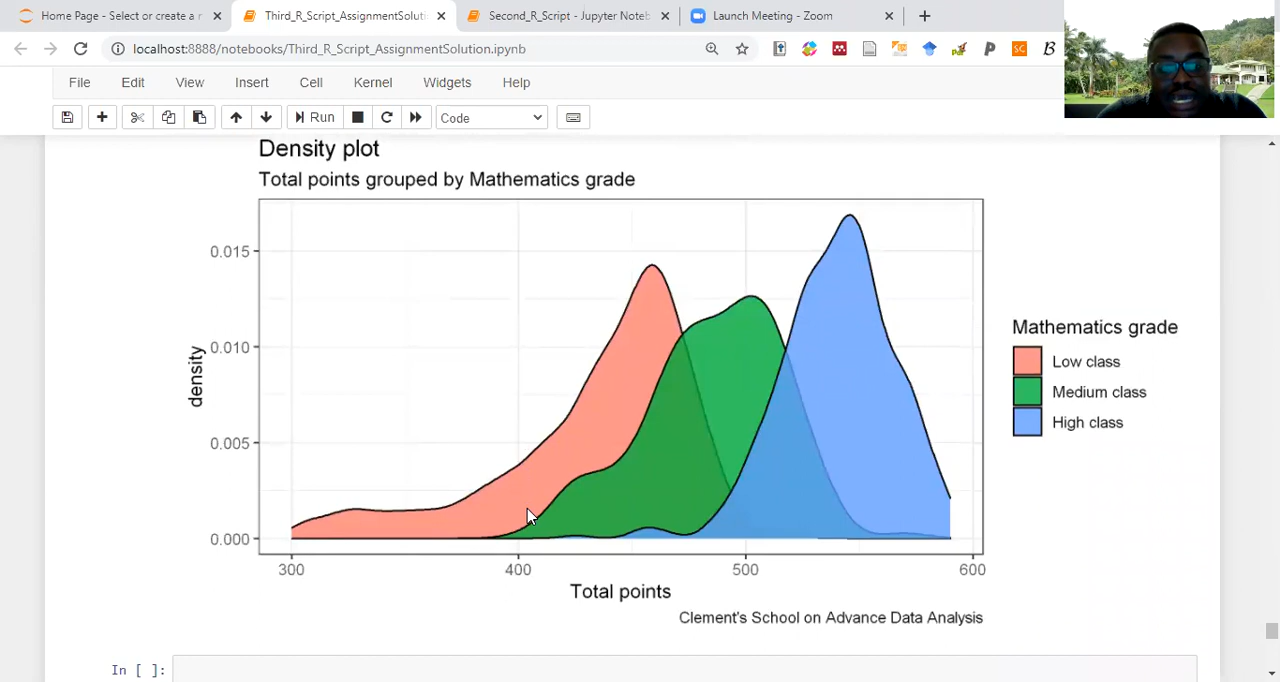 Home Page - Select or create a n
Third_R_Script_AssignmentSoluti
Second_R_Script - Jupyter Noteb
Launch Meeting - Zoom
localhost:8888/notebooks/Third_R_Script_AssignmentSolution.ipynb
SC
File Edit View Insert Cell Kernel Widgets Help
Run
Code
Density plot
Total points grouped by Mathematics grade
0.015
0.010
0.005
0.000
density
300 400 500 600
Total points
Mathematics grade
Low class
Medium class
High class
Clement's School on Advance Data Analysis
In [ ]: